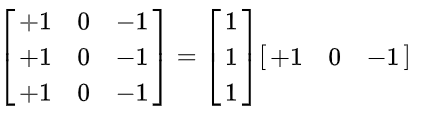 [+1 0 −1
+1 0 −1
+1 0 −1] = [1
1
1] [+1 0 −1]